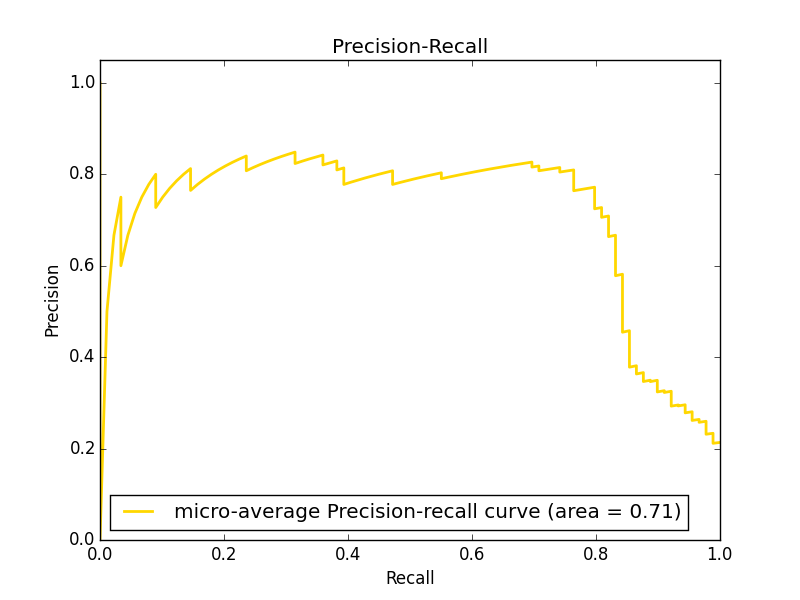 Precision-Recall
1.0
0.8
0.6
0.4
0.2
0.0
Precision
micro-average Precision-recall curve (area = 0.71)
0.0 0.2 0.4 0.6 0.8 1.0
Recall